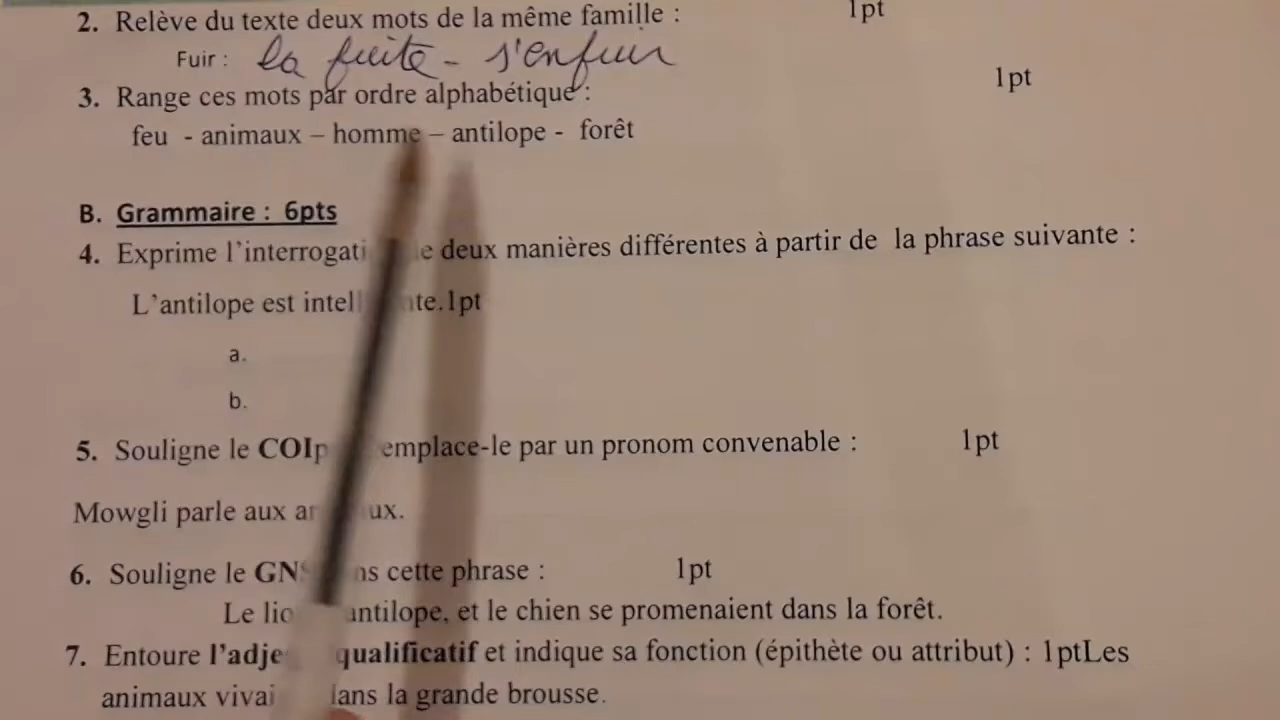 2. Relève du texte deux mots de la même famille : 1pt
Fuir : la fuite - s'enfuir
3. Range ces mots par ordre alphabétique : 1pt
feu - animaux – homme – antilope - forêt
B. Grammaire : 6pts
4. Exprime l'interrogati e deux manières différentes à partir de la phrase suivante :
L'antilope est intel nte.1pt
a.
b.
5. Souligne le COIp emplace-le par un pronom convenable : 1pt
Mowgli parle aux an ux.
6. Souligne le GNS ns cette phrase : 1pt
Le lio antilope, et le chien se promenaient dans la forêt.
7. Entoure l'adje qualificatif et indique sa fonction (épithète ou attribut) : 1ptLes
animaux vivai dans la grande brousse.